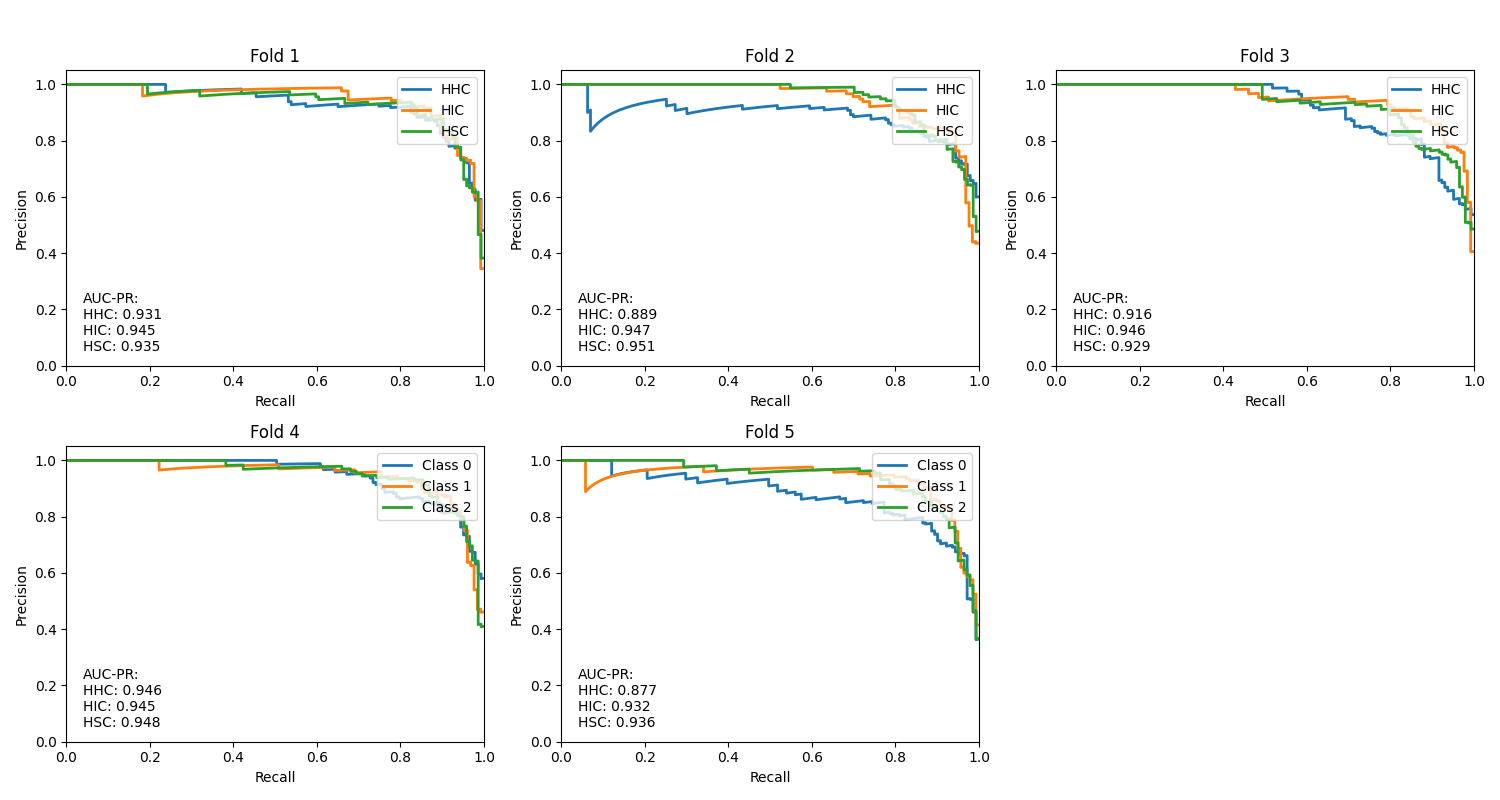 Fold 1
1.0
0.8
0.6
0.4
0.2
0.0
Precision
HHC
HIC
HSC
AUC-PR:
HHC: 0.931
HIC: 0.945
HSC: 0.935
0.0 0.2 0.4 0.6 0.8 1.0
Recall
Fold 2
1.0
0.8
0.6
0.4
0.2
0.0
Precision
HHC
HIC
HSC
AUC-PR:
HHC: 0.889
HIC: 0.947
HSC: 0.951
0.0 0.2 0.4 0.6 0.8 1.0
Recall
Fold 3
1.0
0.8
0.6
0.4
0.2
0.0
Precision
HHC
HIC
HSC
AUC-PR:
HHC: 0.916
HIC: 0.946
HSC: 0.929
0.0 0.2 0.4 0.6 0.8 1.0
Recall
Fold 4
1.0
0.8
0.6
0.4
0.2
0.0
Precision
Class 0
Class 1
Class 2
AUC-PR:
HHC: 0.946
HIC: 0.945
HSC: 0.948
0.0 0.2 0.4 0.6 0.8 1.0
Recall
Fold 5
1.0
0.8
0.6
0.4
0.2
0.0
Precision
Class 0
Class 1
Class 2
AUC-PR:
HHC: 0.877
HIC: 0.932
HSC: 0.936
0.0 0.2 0.4 0.6 0.8 1.0
Recall